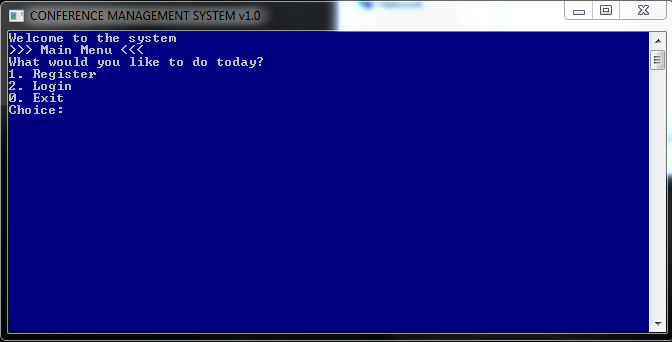 CONFERENCE MANAGEMENT SYSTEM v1.0
Welcome to the system
>>> Main Menu <<<
What would you like to do today?
1. Register
2. Login
0. Exit
Choice: